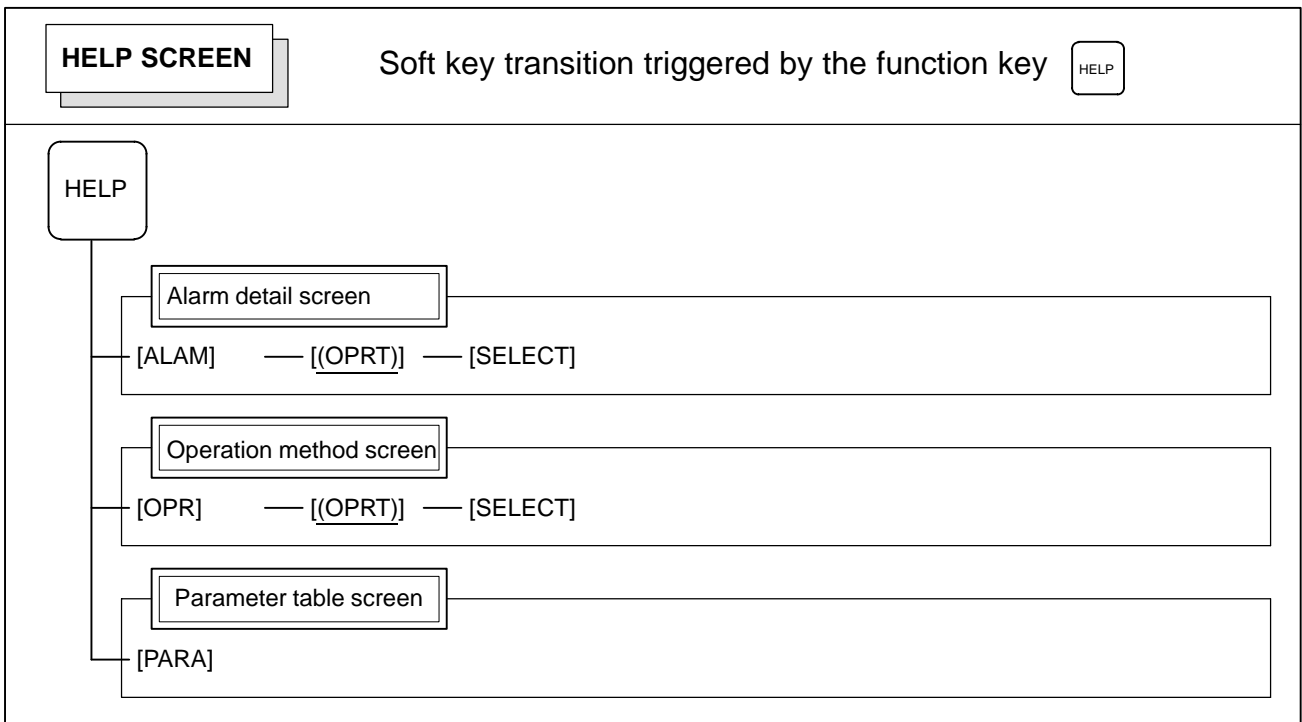 HELP SCREEN
Soft key transition triggered by the function key HELP
HELP
Alarm detail screen
[ALAM] [(OPRT)] [SELECT]
Operation method screen
[OPR] [(OPRT)] [SELECT]
Parameter table screen
[PARA]